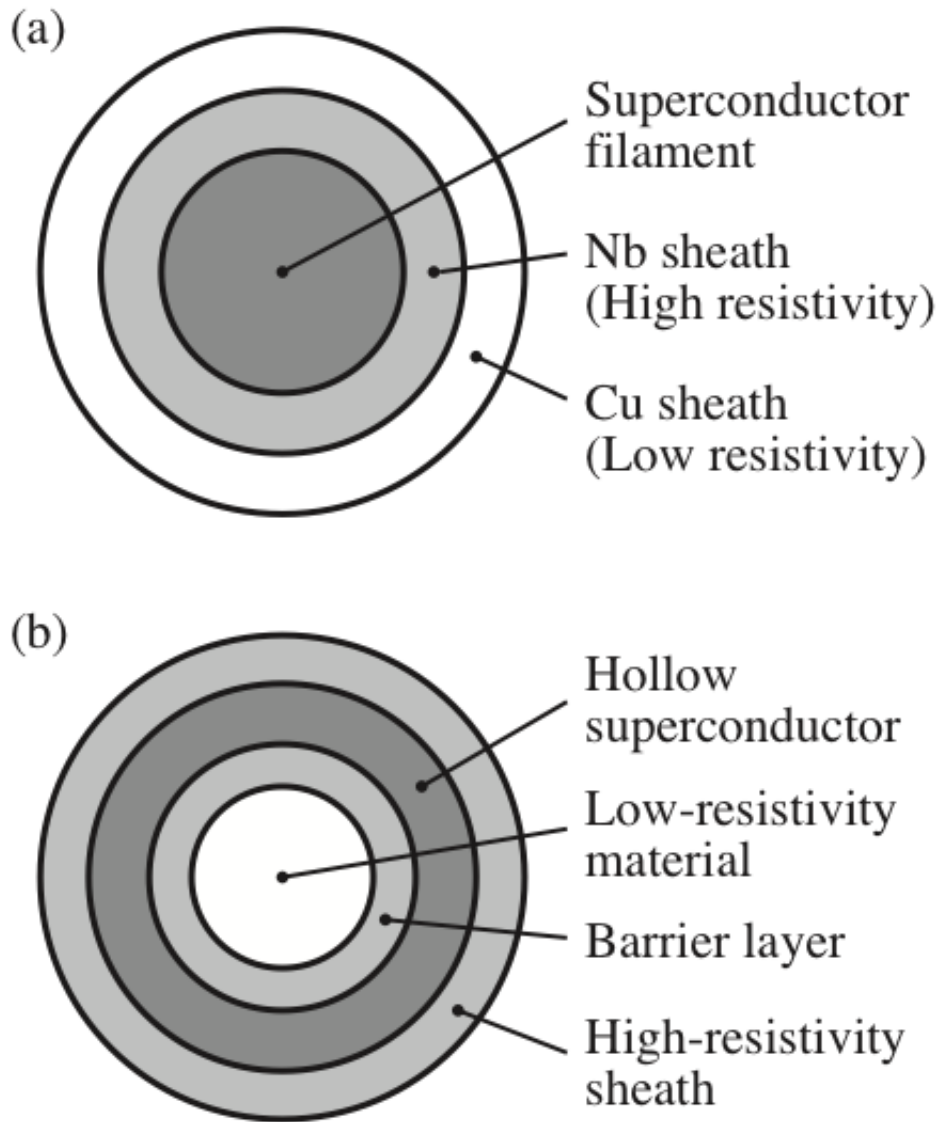 (a)
Superconductor
filament
Nb sheath
(High resistivity)
Cu sheath
(Low resistivity)
(b)
Hollow
superconductor
Low-resistivity
material
Barrier layer
High-resistivity
sheath